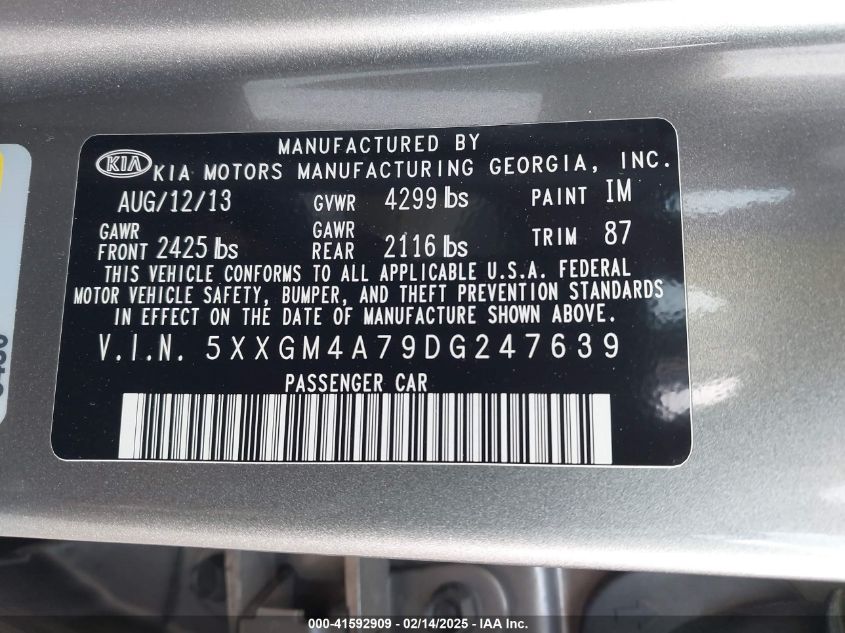 MANUFACTURED BY
KIA KIA MOTORS MANUFACTURING GEORGIA, INC.
AUG/12/13 GVWR 4299 lbs PAINT IM
GAWR FRONT 2425 lbs GAWR REAR 2116 lbs TRIM 87
THIS VEHICLE CONFORMS TO ALL APPLICABLE U.S.A. FEDERAL
MOTOR VEHICLE SAFETY, BUMPER, AND THEFT PREVENTION STANDARDS
IN EFFECT ON THE DATE OF MANUFACTURE SHOWN ABOVE.
V.I.N. 5XXGM4A79DG247639
PASSENGER CAR
000-41592909 - 02/14/2025 - IAA Inc.